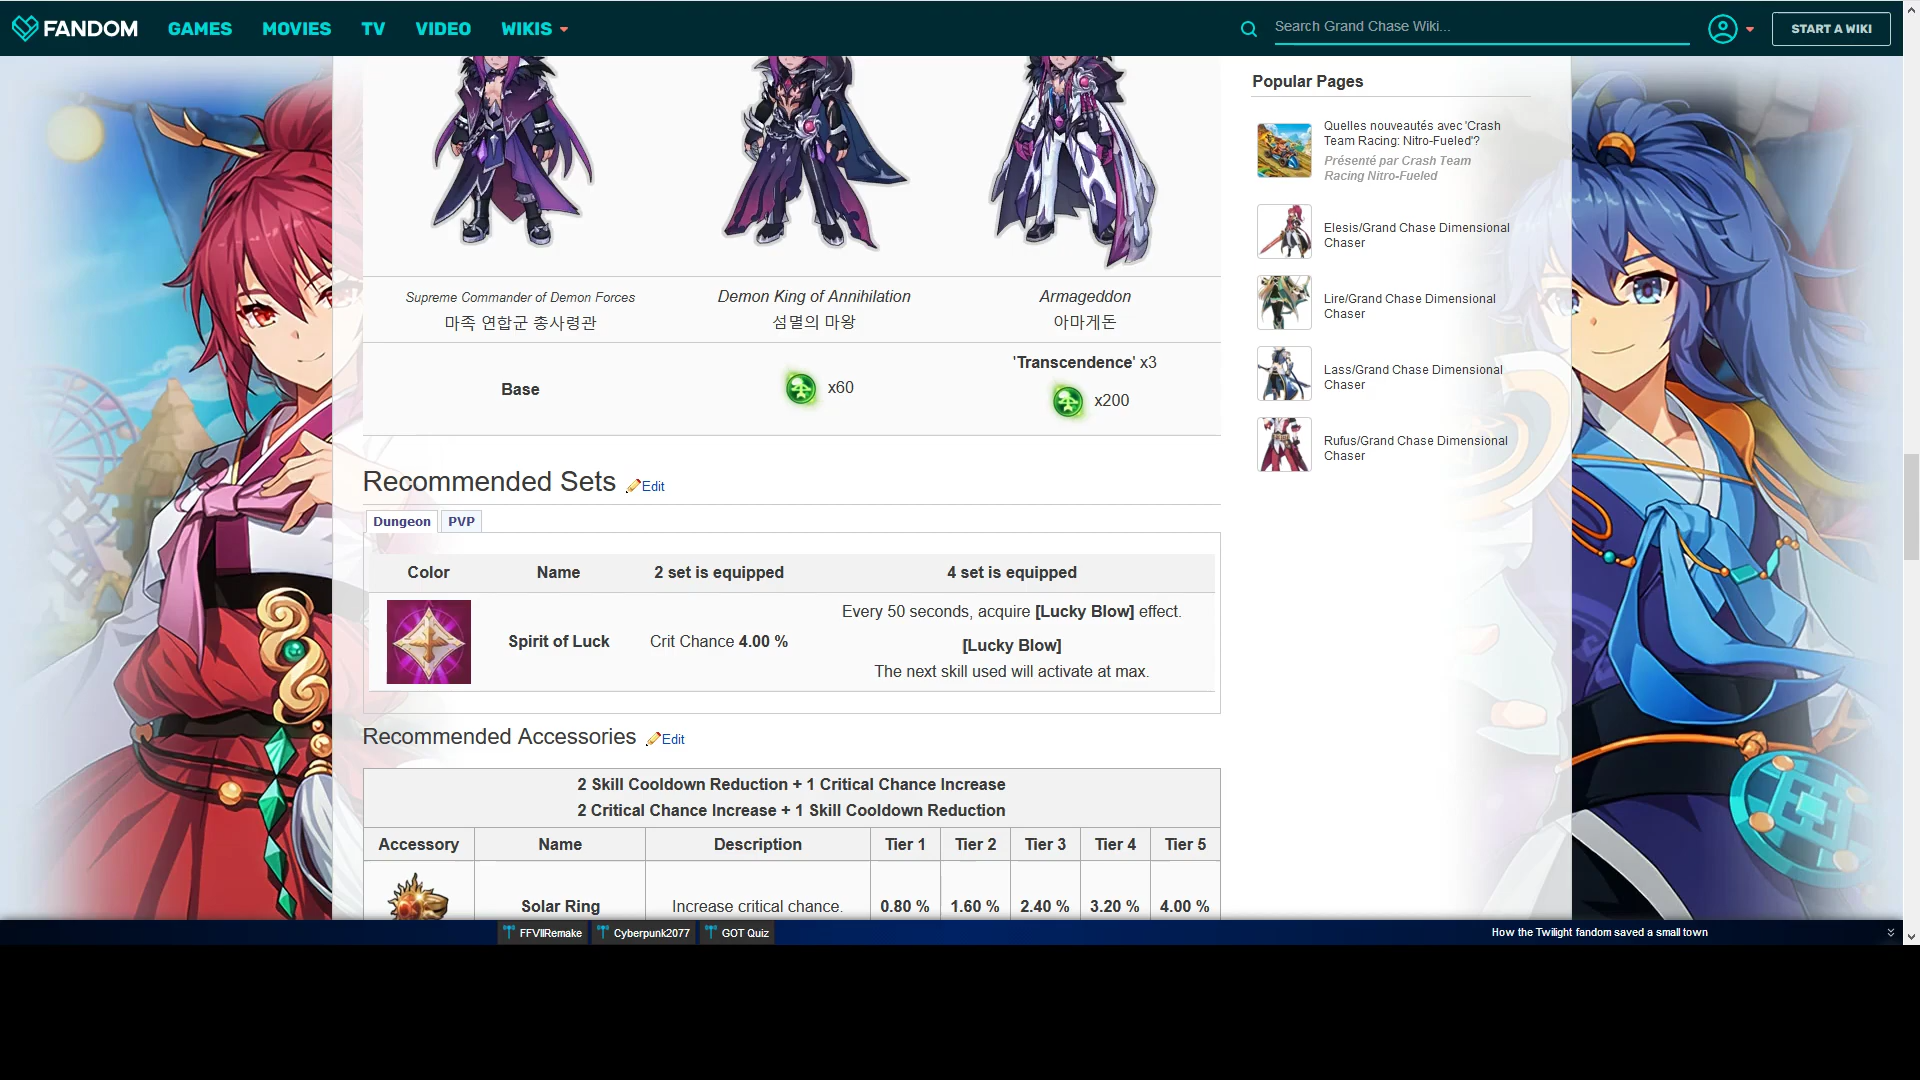 FANDOM GAMES MOVIES TV VIDEO WIKIS Search Grand Chase Wiki... START A WIKI
Supreme Commander of Demon Forces
마족 연합군 총사령관
Demon King of Annihilation
섬멸의 마왕
Armageddon
아마게돈
Base
x60
'Transcendence' x3
x200
Recommended Sets Edit
Dungeon PVP
Color Name 2 set is equipped 4 set is equipped
Spirit of Luck Crit Chance 4.00 %
Every 50 seconds, acquire [Lucky Blow] effect.
[Lucky Blow]
The next skill used will activate at max.
Recommended Accessories Edit
2 Skill Cooldown Reduction + 1 Critical Chance Increase
2 Critical Chance Increase + 1 Skill Cooldown Reduction
Accessory Name Description Tier 1 Tier 2 Tier 3 Tier 4 Tier 5
Solar Ring Increase critical chance. 0.80 % 1.60 % 2.40 % 3.20 % 4.00 %
Popular Pages
Quelles nouveautés avec 'Crash
Team Racing: Nitro-Fueled'?
Présenté par Crash Team
Racing Nitro-Fueled
Elesis/Grand Chase Dimensional
Chaser
Lire/Grand Chase Dimensional
Chaser
Lass/Grand Chase Dimensional
Chaser
Rufus/Grand Chase Dimensional
Chaser
FFVIIRemake Cyberpunk2077 GOT Quiz How the Twilight fandom saved a small town